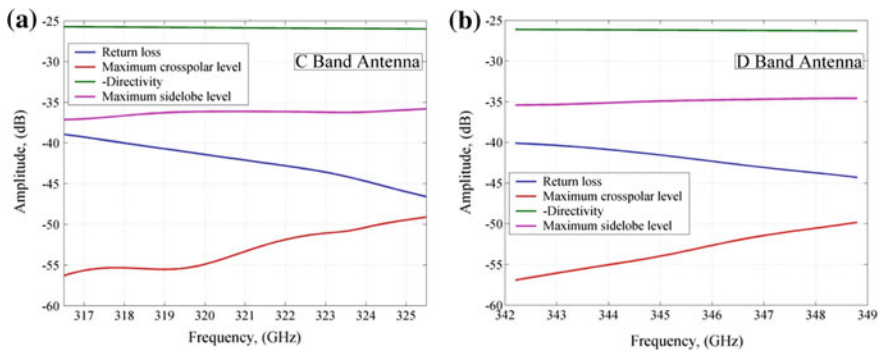 (a)
C Band Antenna
Return loss
Maximum crosspolar level
-Directivity
Maximum sidelobe level
Amplitude, (dB)
-25
-30
-35
-40
-45
-50
-55
-60
317 318 319 320 321 322 323 324 325
Frequency, (GHz)
(b)
D Band Antenna
Return loss
Maximum crosspolar level
-Directivity
Maximum sidelobe level
Amplitude, (dB)
-25
-30
-35
-40
-45
-50
-55
-60
342 343 344 345 346 347 348 349
Frequency, (GHz)